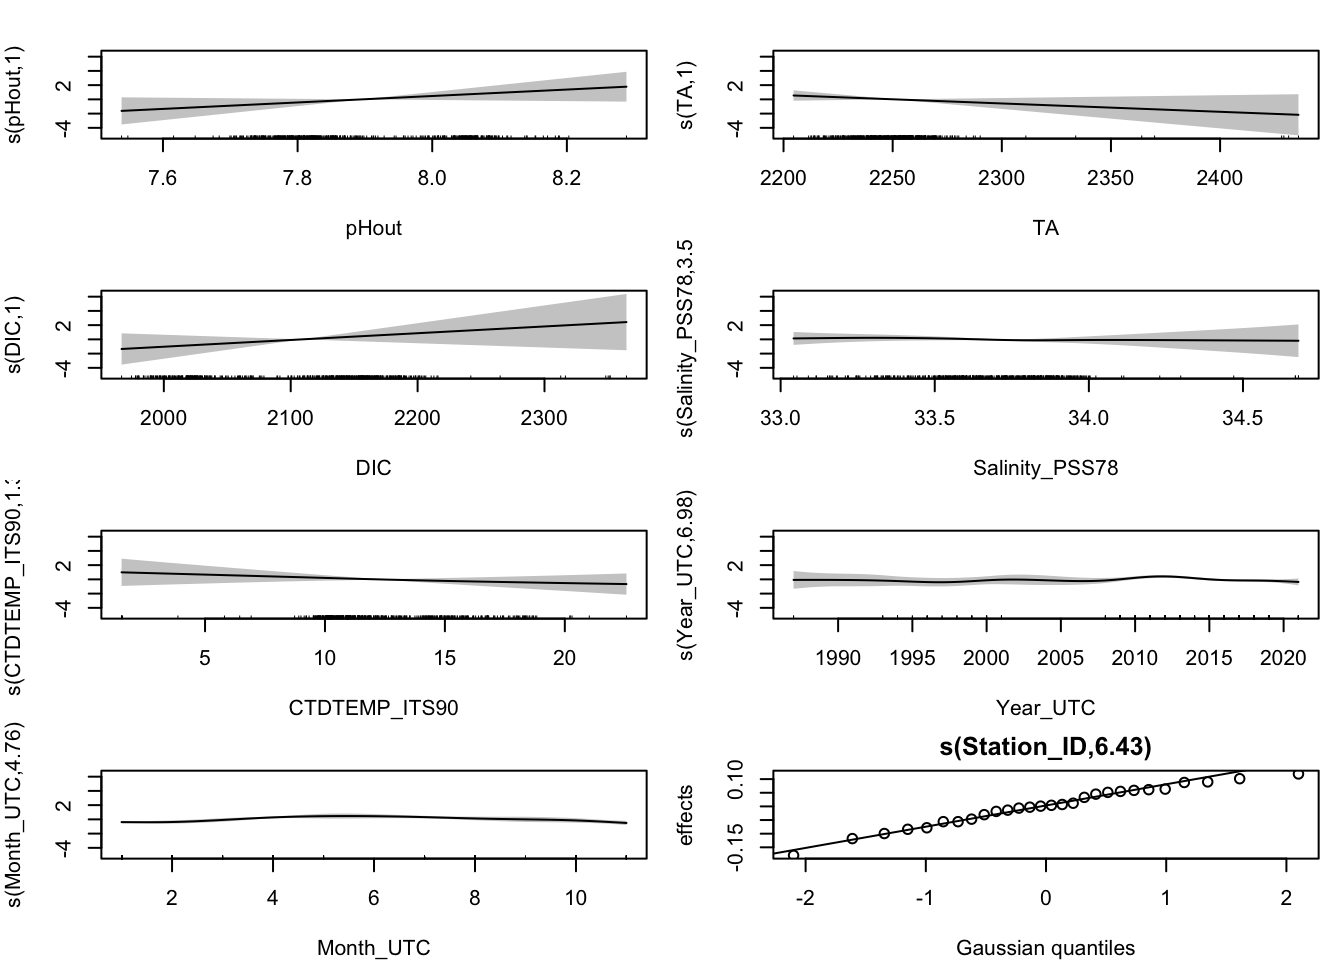 s(pHout,1)
2
-4
7.6 7.8 8.0 8.2
pHout
s(TA,1)
2
-4
2200 2250 2300 2350 2400
TA
s(DIC,1)
2
-4
2000 2100 2200 2300
DIC
s(Salinity_PSS78,3.5
2
-4
33.0 33.5 34.0 34.5
Salinity_PSS78
s(CTDTEMP_ITS90,1.
2
-4
5 10 15 20
CTDTEMP_ITS90
s(Year_UTC,6.98)
2
-4
1990 1995 2000 2005 2010 2015 2020
Year_UTC
s(Month_UTC,4.76)
2
-4
2 4 6 8 10
Month_UTC
s(Station_ID,6.43)
effects
0.10
-0.15
-2 -1 0 1 2
Gaussian quantiles